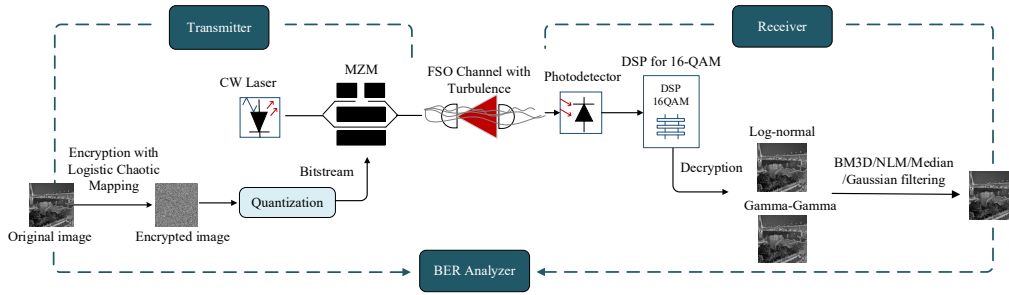 Transmitter
Receiver
CW Laser
MZM
FSO Channel with
Turbulence
Photodetector
DSP for 16-QAM
DSP
16QAM
Encryption with
Logistic Chaotic
Mapping
Bitstream
Quantization
Original image
Encrypted image
Decryption
Log-normal
Gamma-Gamma
BM3D/NLM/Median
/Gaussian filtering
BER Analyzer